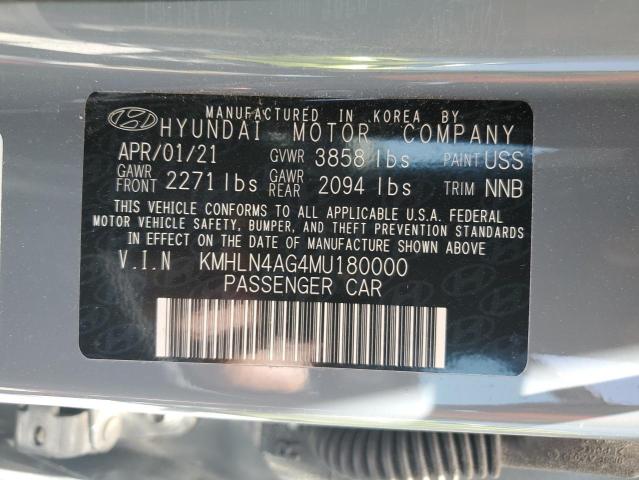 MANUFACTURED IN KOREA BY
HYUNDAI MOTOR COMPANY
APR/01/21 GVWR 3858 lbs PAINT USS
GAWR FRONT 2271 lbs GAWR REAR 2094 lbs TRIM NNB
THIS VEHICLE CONFORMS TO ALL APPLICABLE U.S.A. FEDERAL
MOTOR VEHICLE SAFETY, BUMPER, AND THEFT PREVENTION STANDARDS
IN EFFECT ON THE DATE OF MANUFACTURE SHOWN ABOVE.
V.I.N KMHLN4AG4MU180000
PASSENGER CAR